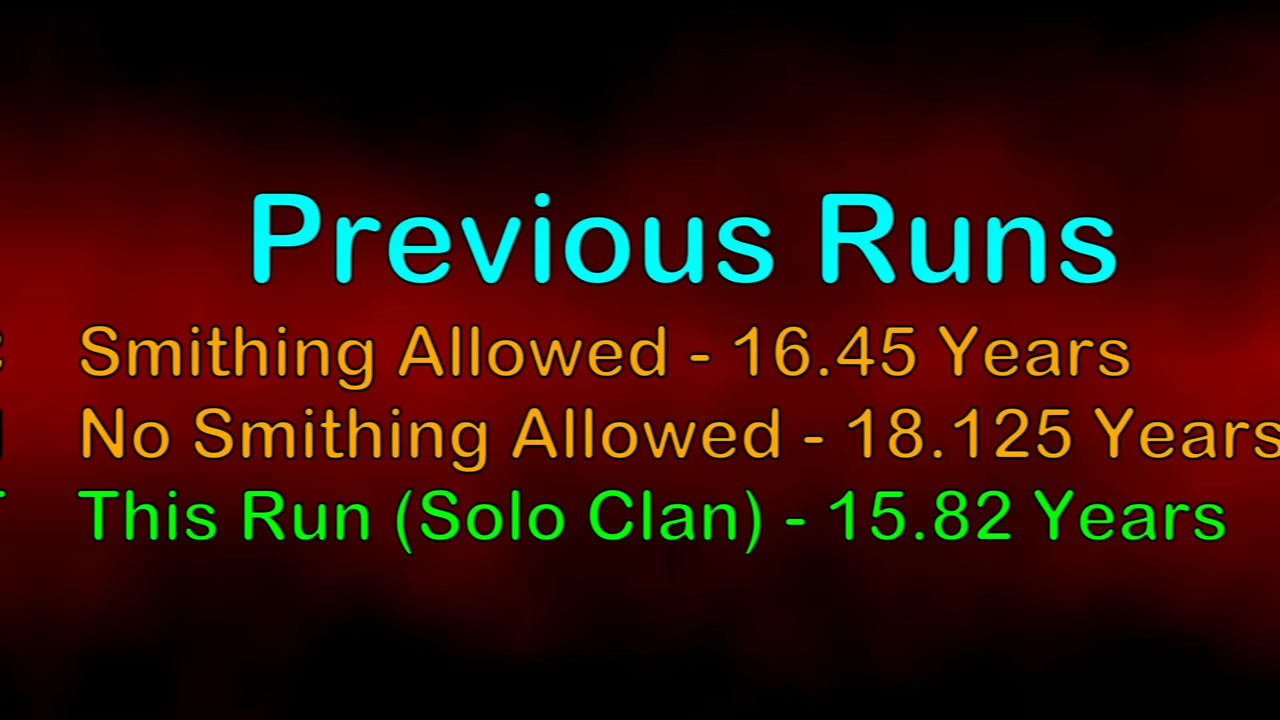 Previous Runs
Smithing Allowed - 16.45 Years
No Smithing Allowed - 18.125 Years
This Run (Solo Clan) - 15.82 Years